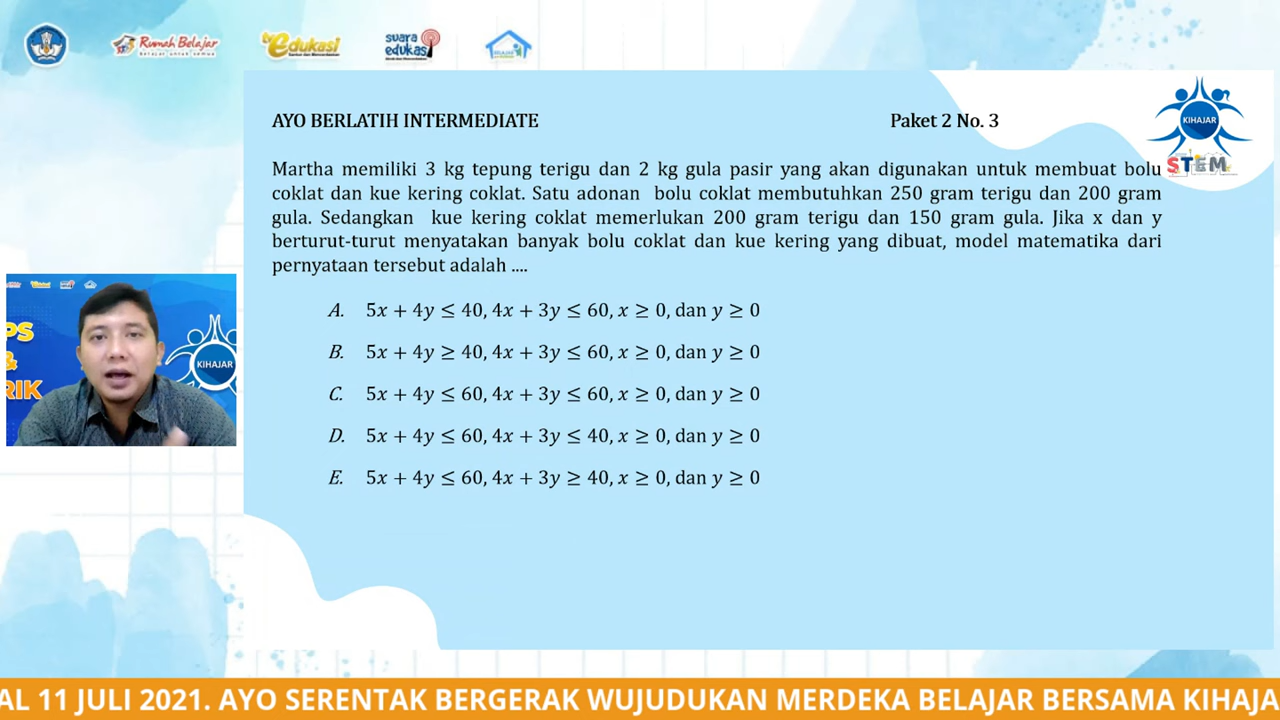 Rumah Belajar
Belajar untuk semua
tv Edukasi
suara
edukasi
AYO BERLATIH INTERMEDIATE
Paket 2 No. 3
KIHAJAR
STEM
Martha memiliki 3 kg tepung terigu dan 2 kg gula pasir yang akan digunakan untuk membuat bolu
coklat dan kue kering coklat. Satu adonan bolu coklat membutuhkan 250 gram terigu dan 200 gram
gula. Sedangkan kue kering coklat memerlukan 200 gram terigu dan 150 gram gula. Jika x dan y
berturut-turut menyatakan banyak bolu coklat dan kue kering yang dibuat, model matematika dari
pernyataan tersebut adalah ....
A. 5x + 4y ≤ 40, 4x + 3y ≤ 60, x ≥ 0, dan y ≥ 0
B. 5x + 4y ≥ 40, 4x + 3y ≤ 60, x ≥ 0, dan y ≥ 0
C. 5x + 4y ≤ 60, 4x + 3y ≤ 60, x ≥ 0, dan y ≥ 0
D. 5x + 4y ≤ 60, 4x + 3y ≤ 40, x ≥ 0, dan y ≥ 0
E. 5x + 4y ≤ 60, 4x + 3y ≥ 40, x ≥ 0, dan y ≥ 0
PS
&
RIK
KIHAJAR
AL 11 JULI 2021. AYO SERENTAK BERGERAK WUJUDUKAN MERDEKA BELAJAR BERSAMA KIHAJA